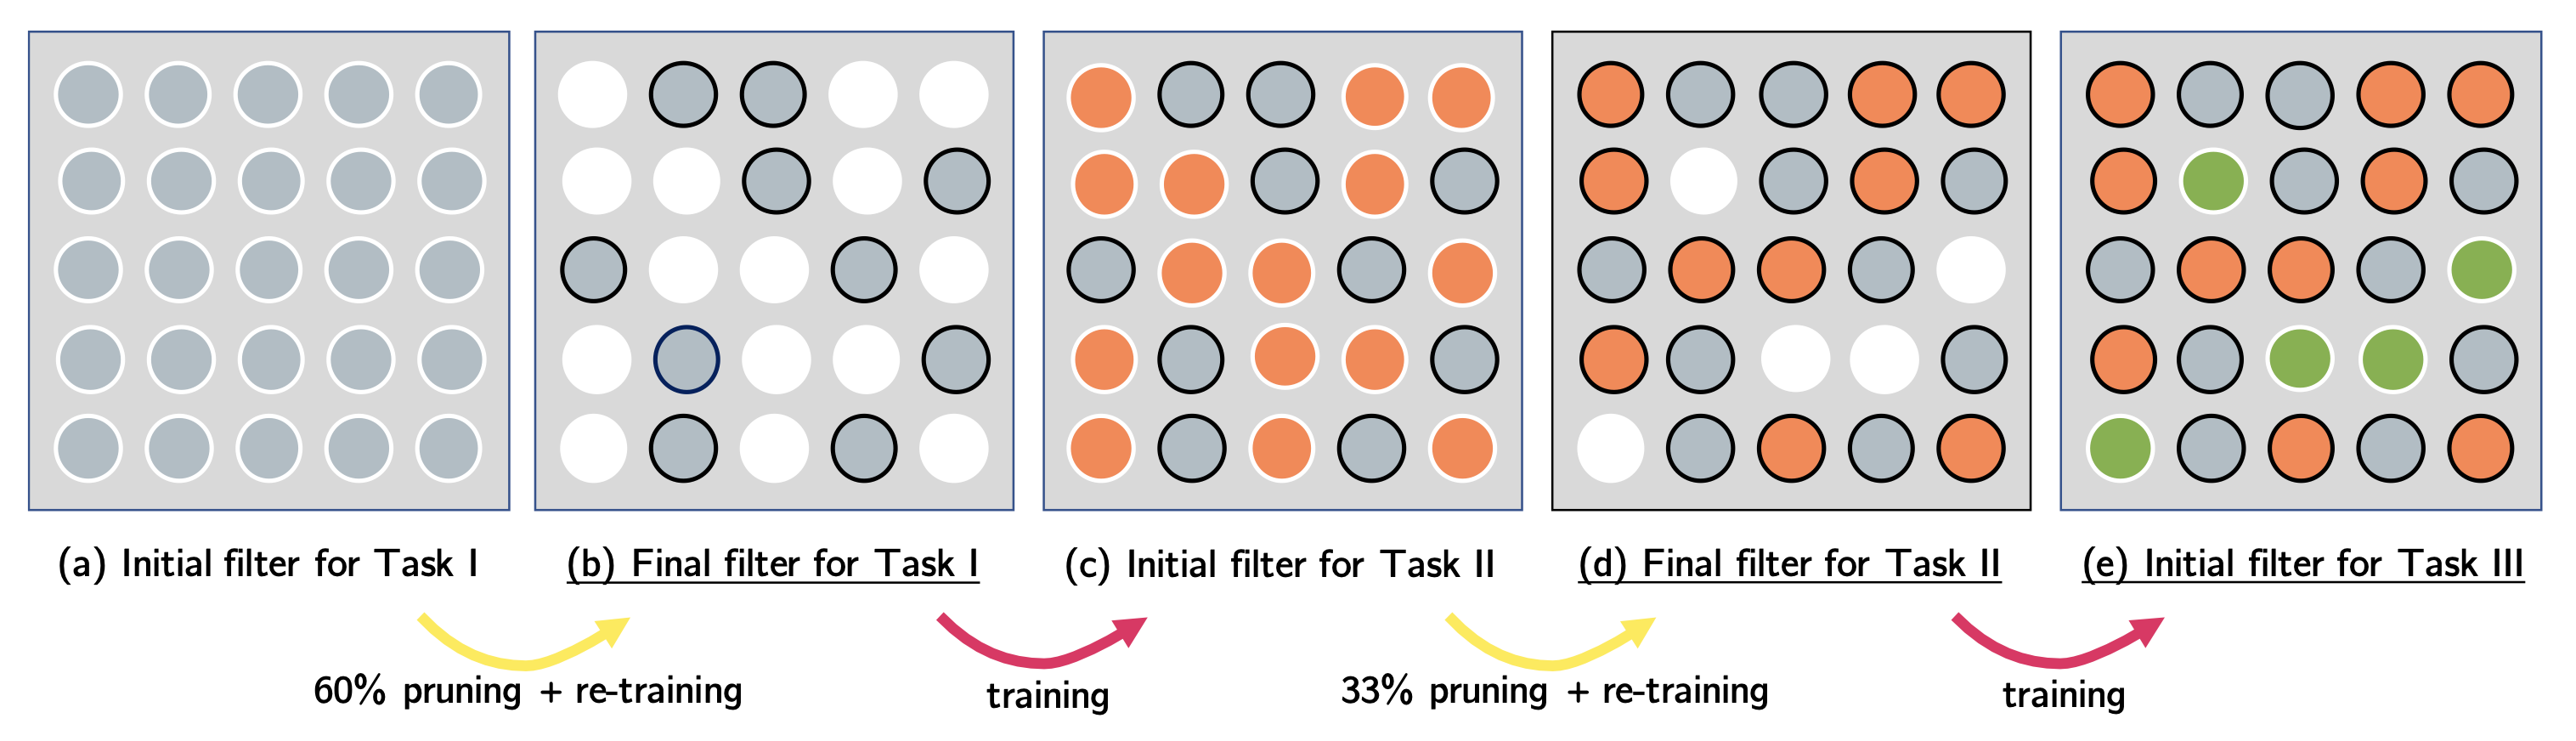 (a) Initial filter for Task I
(b) Final filter for Task I
(c) Initial filter for Task II
(d) Final filter for Task II
(e) Initial filter for Task III
60% pruning + re-training
training
33% pruning + re-training
training